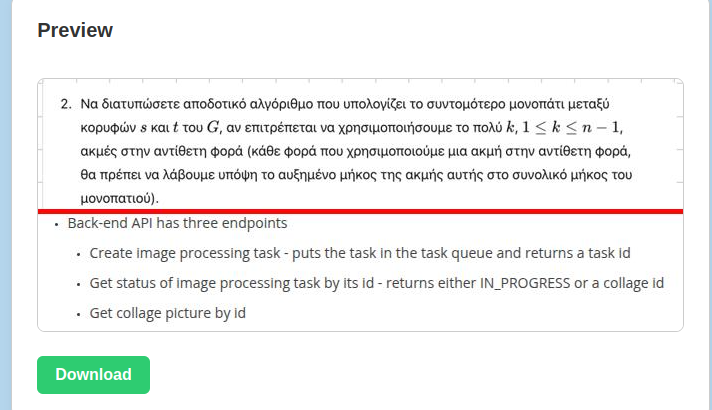 Preview
2. Να διατυπώσετε αποδοτικό αλγόριθμο που υπολογίζει το συντομότερο μονοπάτι μεταξύ
κορυφών s και t του G, αν επιτρέπεται να χρησιμοποιήσουμε το πολύ k, 1 ≤ k ≤ n − 1,
ακμές στην αντίθετη φορά (κάθε φορά που χρησιμοποιούμε μια ακμή στην αντίθετη φορά,
θα πρέπει να λάβουμε υπόψη το αυξημένο μήκος της ακμής αυτής στο συνολικό μήκος του
μονοπατιού).
• Back-end API has three endpoints
• Create image processing task - puts the task in the task queue and returns a task id
• Get status of image processing task by its id - returns either IN_PROGRESS or a collage id
• Get collage picture by id
Download